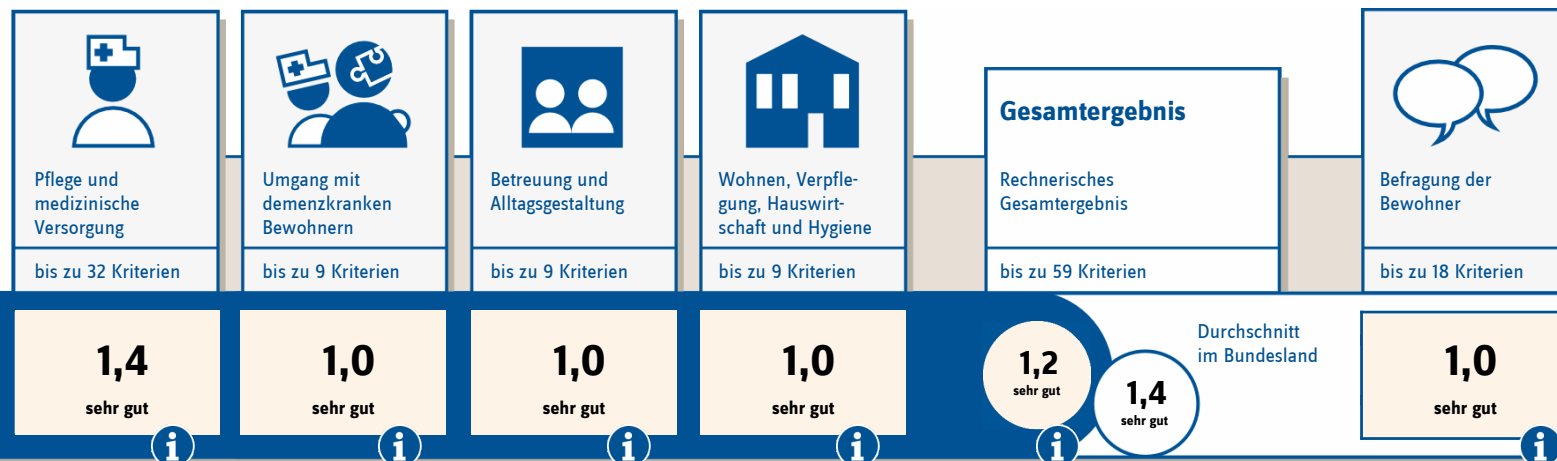 Pflege und
medizinische
Versorgung
bis zu 32 Kriterien
1,4
sehr gut
Umgang mit
demenzkranken
Bewohnern
bis zu 9 Kriterien
1,0
sehr gut
Betreuung und
Alltagsgestaltung
bis zu 9 Kriterien
1,0
sehr gut
Wohnen, Verpfle-
gung, Hauswirt-
schaft und Hygiene
bis zu 9 Kriterien
1,0
sehr gut
Gesamtergebnis
Rechnerisches
Gesamtergebnis
bis zu 59 Kriterien
1,2
sehr gut
Durchschnitt
im Bundesland
1,4
sehr gut
Befragung der
Bewohner
bis zu 18 Kriterien
1,0
sehr gut